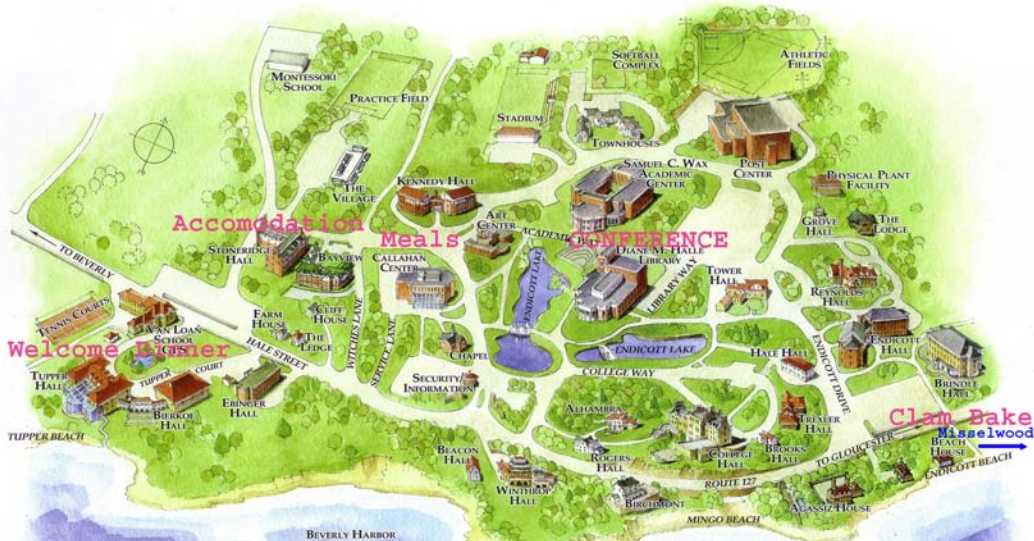 MONTESSORI
SCHOOL
PRACTICE FIELD
SOFTBALL
COMPLEX
ATHLETIC
FIELDS
STADIUM
TOWNHOUSES
POST
CENTER
SAMUEL C. WAX
ACADEMIC
CENTER
PHYSICAL PLANT
FACILITY
THE
VILLAGE
KENNEDY HALL
ART
CENTER
ACADEMIC
GROVE
HALL
THE
LODGE
Accomodation
Meals
CONFERENCE
STONERIDGE
HALL
BAYVIEW
CALLAHAN
CENTER
ENDICOTT LAKE
DIANE M. HALLE
LIBRARY
LIBRARY WAY
TOWER
HALL
REYNOLDS
HALL
TO BEVERLY
TENNIS COURTS
VAN LOAN
SCHOOL
FARM
HOUSE
CLIFF
HOUSE
THE
LEDGE
WITCHES LANE
SERVICE LANE
HALE STREET
CHAPEL
ENDICOTT LAKE
COLLEGE WAY
HALE HALL
ENDICOTT DRIVE
ENDICOTT
HALL
BRINDLE
HALL
Welcome Dinner
TUPPER
HALL
TUPPER COURT
BIERKOE
HALL
EBINGER
HALL
SECURITY/
INFORMATION
ALHAMBRA
TREXLER
HALL
Clam Bake
Misselwood
TUPPER BEACH
BEACON
HALL
WINTHROP
HALL
ROGERS
HALL
COLLEGE
HALL
BROOKS
HALL
TO GLOUCESTER
BEACH
HOUSE
ENDICOTT BEACH
ROUTE 127
BIRCHMONT
AGASSIZ HOUSE
MINGO BEACH
BEVERLY HARBOR